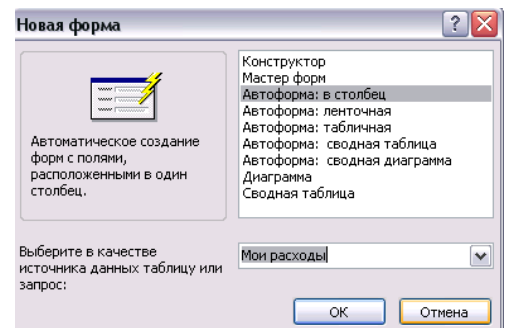 Новая форма
Конструктор
Мастер форм
Автоформа: в столбец
Автоформа: ленточная
Автоформа: табличная
Автоформа: сводная таблица
Автоформа: сводная диаграмма
Диаграмма
Сводная таблица
Автоматическое создание
форм с полями,
расположенными в один
столбец.
Выберите в качестве
источника данных таблицу или
запрос:
Мои расходы
ОК
Отмена